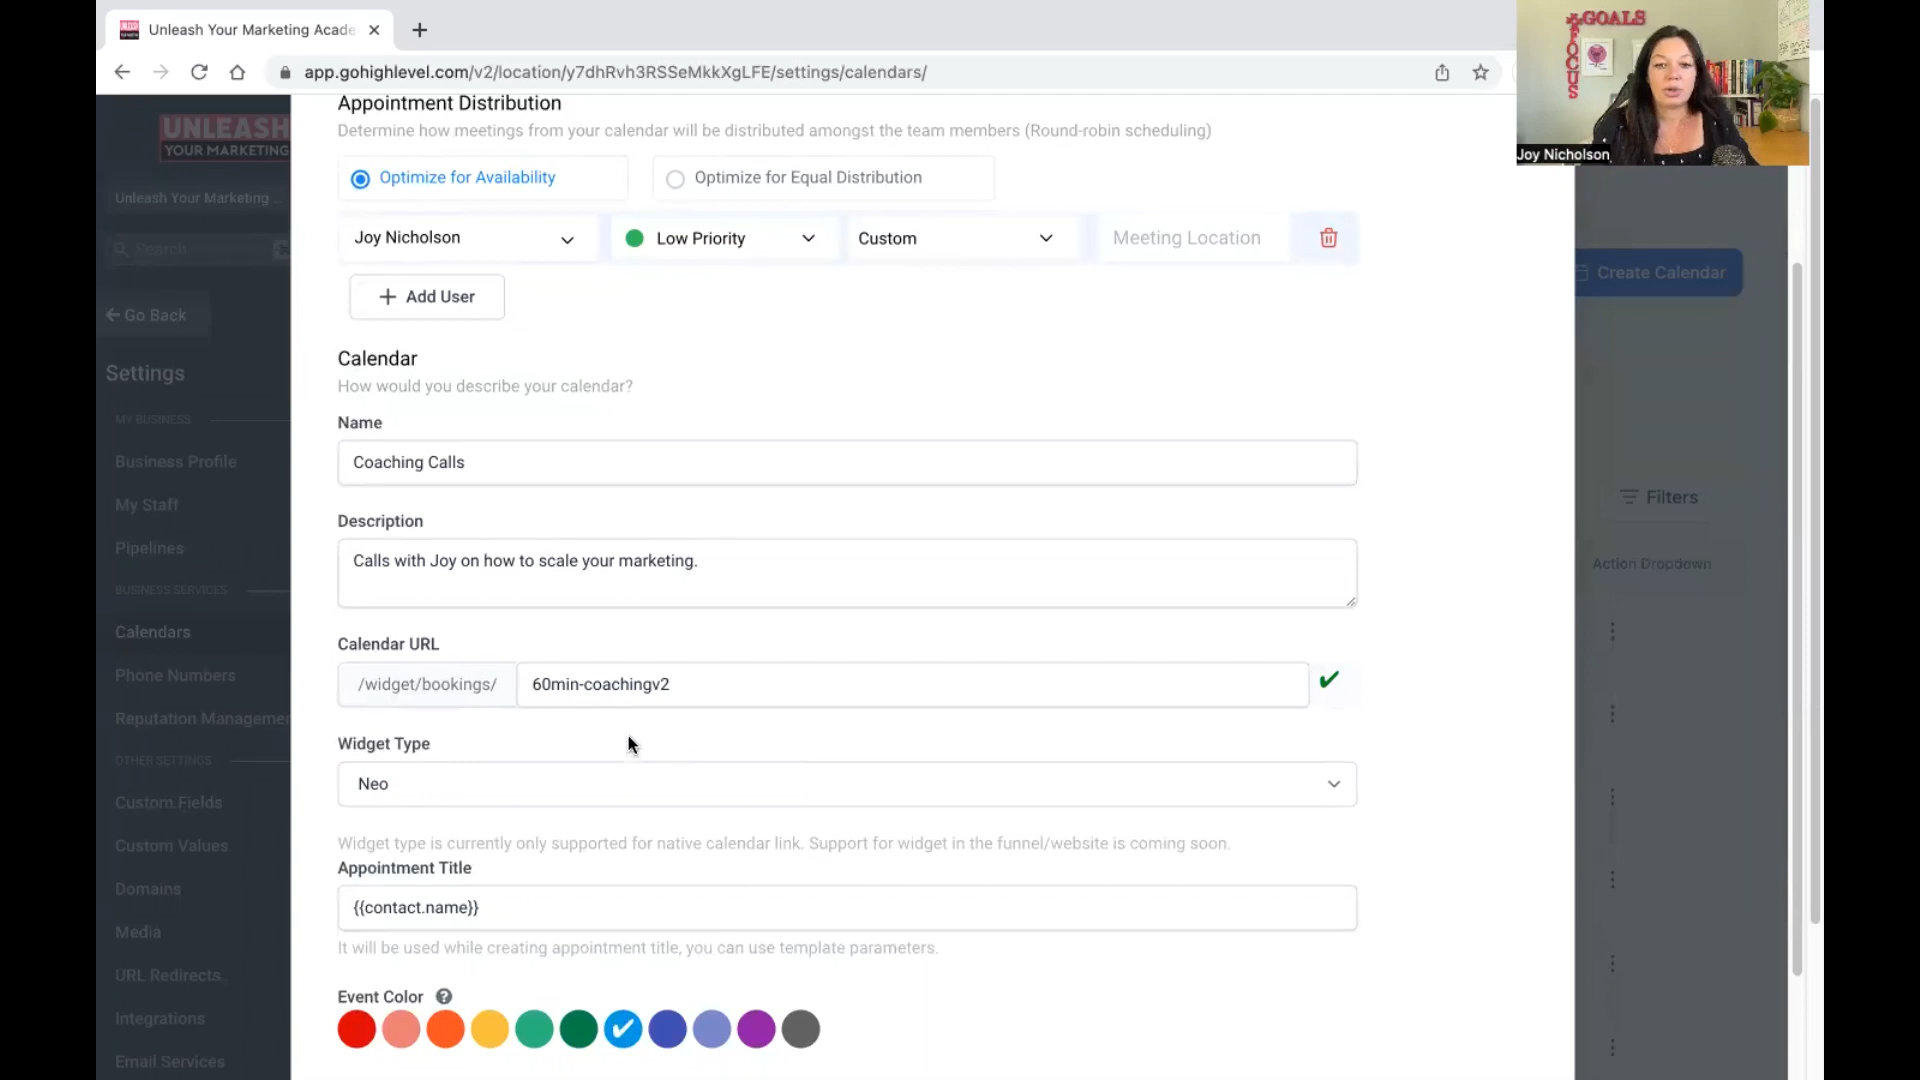 Unleash Your Marketing Acade
app.gohighlevel.com/v2/location/y7dhRvh3RSSeMkkXgLFE/settings/calendars/
GOALS
FOCUS
Joy Nicholson
UNLEASH
YOUR MARKETING
Unleash Your Marketing ...
Search
Go Back
Settings
MY BUSINESS
Business Profile
My Staff
Pipelines
BUSINESS SERVICES
Calendars
Phone Numbers
Reputation Managemen
OTHER SETTINGS
Custom Fields
Custom Values
Domains
Media
URL Redirects
Integrations
Email Services
Appointment Distribution
Determine how meetings from your calendar will be distributed amongst the team members (Round-robin scheduling)
Optimize for Availability
Optimize for Equal Distribution
Joy Nicholson
Low Priority
Custom
Meeting Location
+ Add User
Calendar
How would you describe your calendar?
Name
Coaching Calls
Description
Calls with Joy on how to scale your marketing.
Calendar URL
/widget/bookings/
60min-coachingv2
Widget Type
Neo
Widget type is currently only supported for native calendar link. Support for widget in the funnel/website is coming soon.
Appointment Title
{{contact.name}}
It will be used while creating appointment title, you can use template parameters.
Event Color
Create Calendar
Filters
Action Dropdown